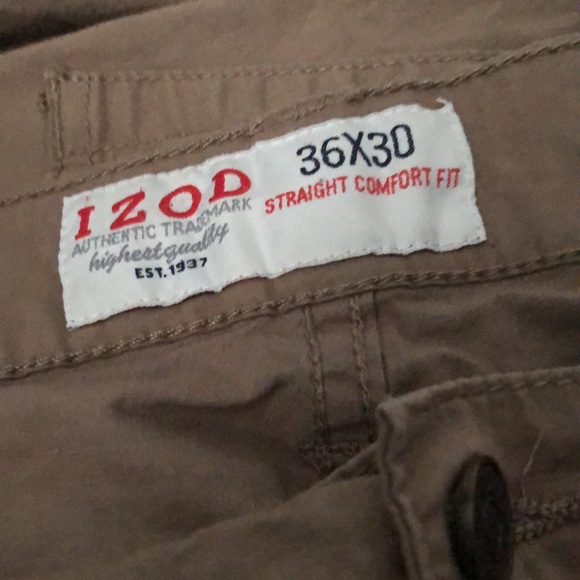 IZOD
AUTHENTIC TRADEMARK
highest quality
EST. 1937
36X30
STRAIGHT COMFORT FIT